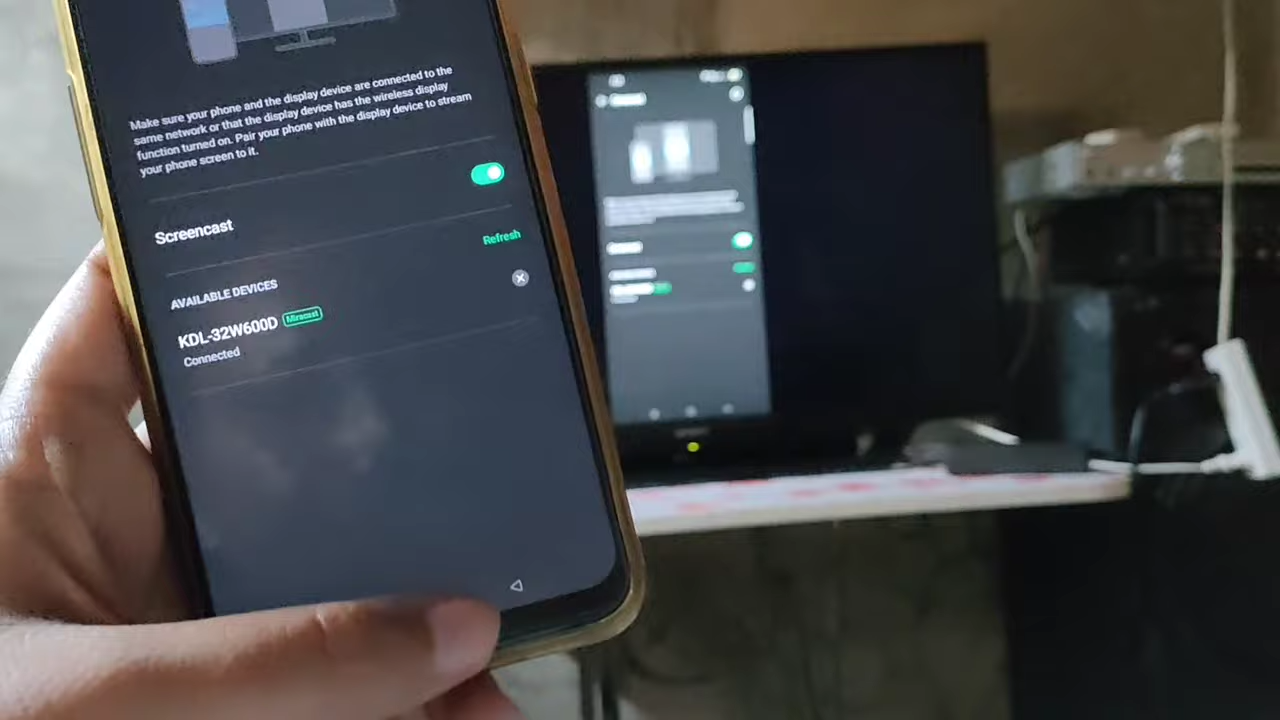 Make sure your phone and the display device are connected to the
same network or that the display device has the wireless display
function turned on. Pair your phone with the display device to stream
your phone screen to it.
Screencast
Refresh
AVAILABLE DEVICES
KDL-32W600D Miracast
Connected